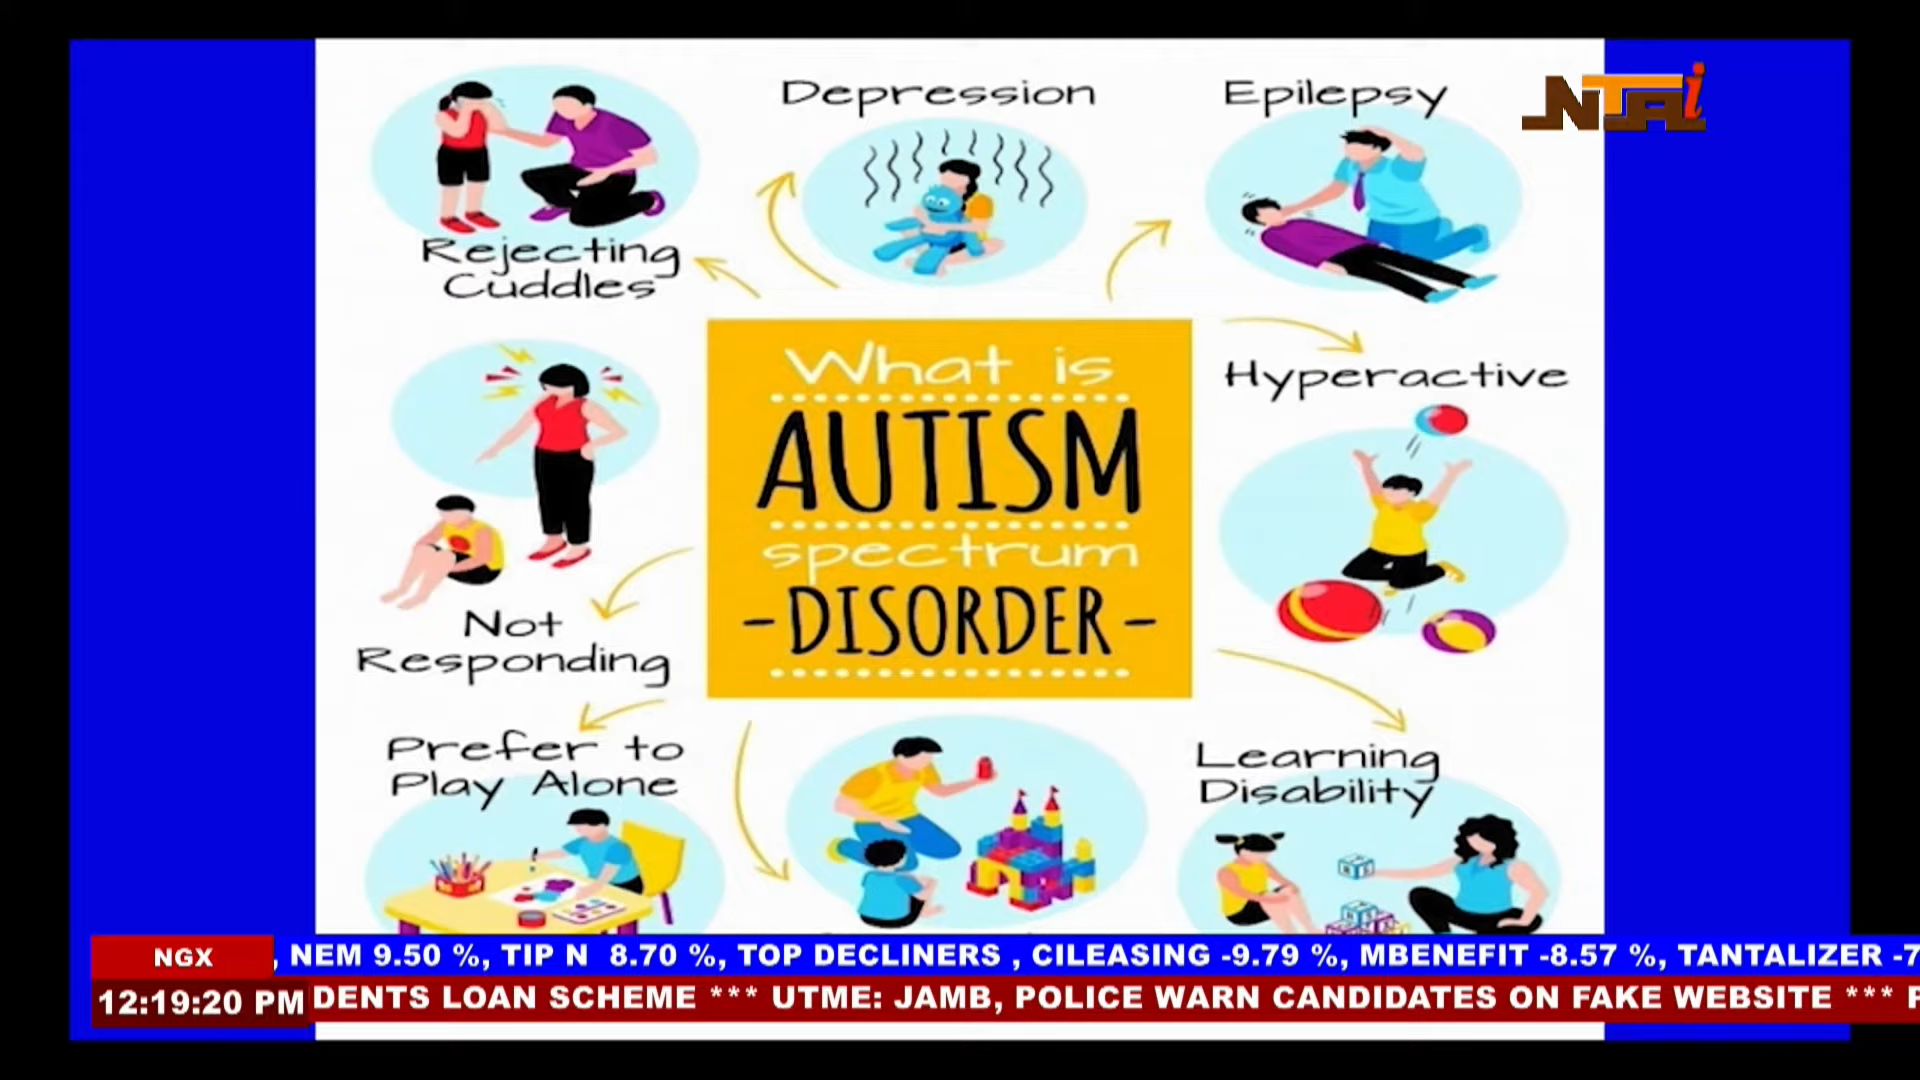 Depression
Epilepsy
NTAi
Rejecting
Cuddles
What is
AUTISM
spectrum
-DISORDER-
Hyperactive
Not
Responding
Prefer to
Play Alone
Learning
Disability
NGX
, NEM 9.50 %, TIP N 8.70 %, TOP DECLINERS , CILEASING -9.79 %, MBENEFIT -8.57 %, TANTALIZER -7
12:19:20 PM
DENTS LOAN SCHEME *** UTME: JAMB, POLICE WARN CANDIDATES ON FAKE WEBSITE ***